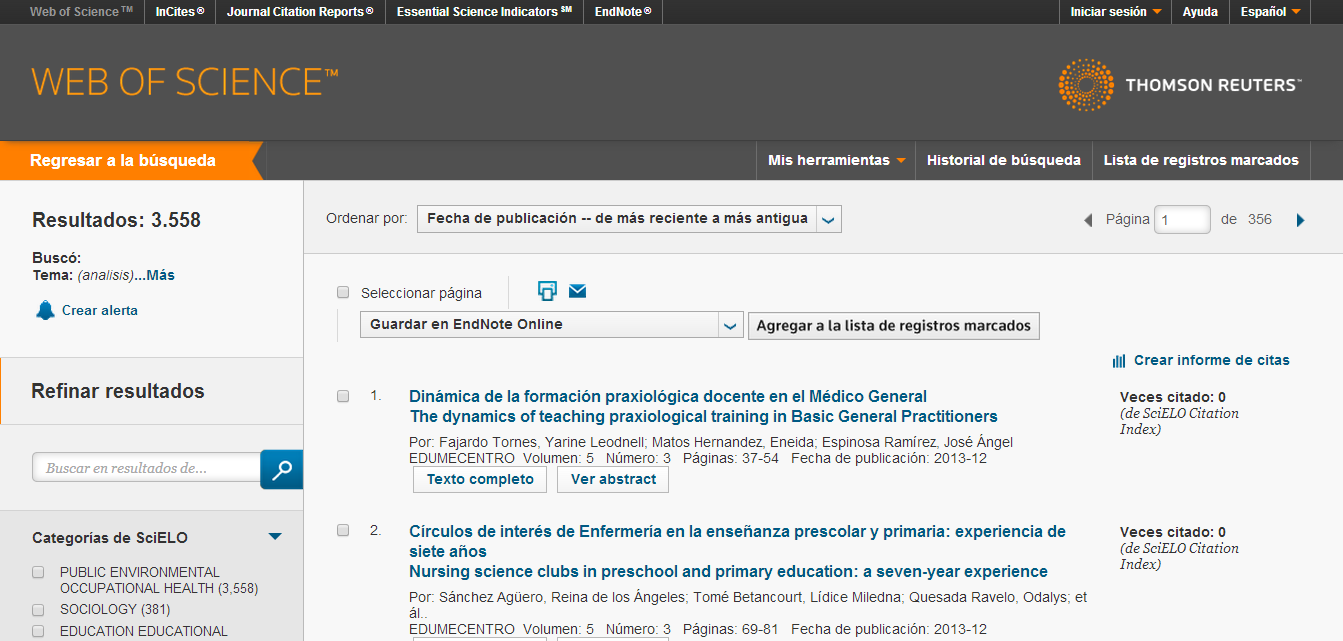 Web of Science™ InCites® Journal Citation Reports® Essential Science Indicators ℠ EndNote® Iniciar sesión Ayuda Español
WEB OF SCIENCE™
THOMSON REUTERS™
Regresar a la búsqueda
Mis herramientas Historial de búsqueda Lista de registros marcados
Resultados: 3.558
Buscó:
Tema: (analisis)...Más
Crear alerta
Refinar resultados
Buscar en resultados de...
Categorías de SciELO
PUBLIC ENVIRONMENTAL
OCCUPATIONAL HEALTH (3,558)
SOCIOLOGY (381)
EDUCATION EDUCATIONAL
Ordenar por: Fecha de publicación -- de más reciente a más antigua
Página 1 de 356
Seleccionar página
Guardar en EndNote Online Agregar a la lista de registros marcados
Crear informe de citas
1. Dinámica de la formación praxiológica docente en el Médico General
The dynamics of teaching praxiological training in Basic General Practitioners
Por: Fajardo Tornes, Yarine Leodnell; Matos Hernandez, Eneida; Espinosa Ramírez, José Ángel
EDUMECENTRO Volumen: 5 Número: 3 Páginas: 37-54 Fecha de publicación: 2013-12
Texto completo Ver abstract
Veces citado: 0
(de SciELO Citation
Index)
2. Círculos de interés de Enfermería en la enseñanza prescolar y primaria: experiencia de
siete años
Nursing science clubs in preschool and primary education: a seven-year experience
Por: Sánchez Agüero, Reina de los Ángeles; Tomé Betancourt, Lídice Miledna; Quesada Ravelo, Odalys; et
ál..
EDUMECENTRO Volumen: 5 Número: 3 Páginas: 69-81 Fecha de publicación: 2013-12
Veces citado: 0
(de SciELO Citation
Index)